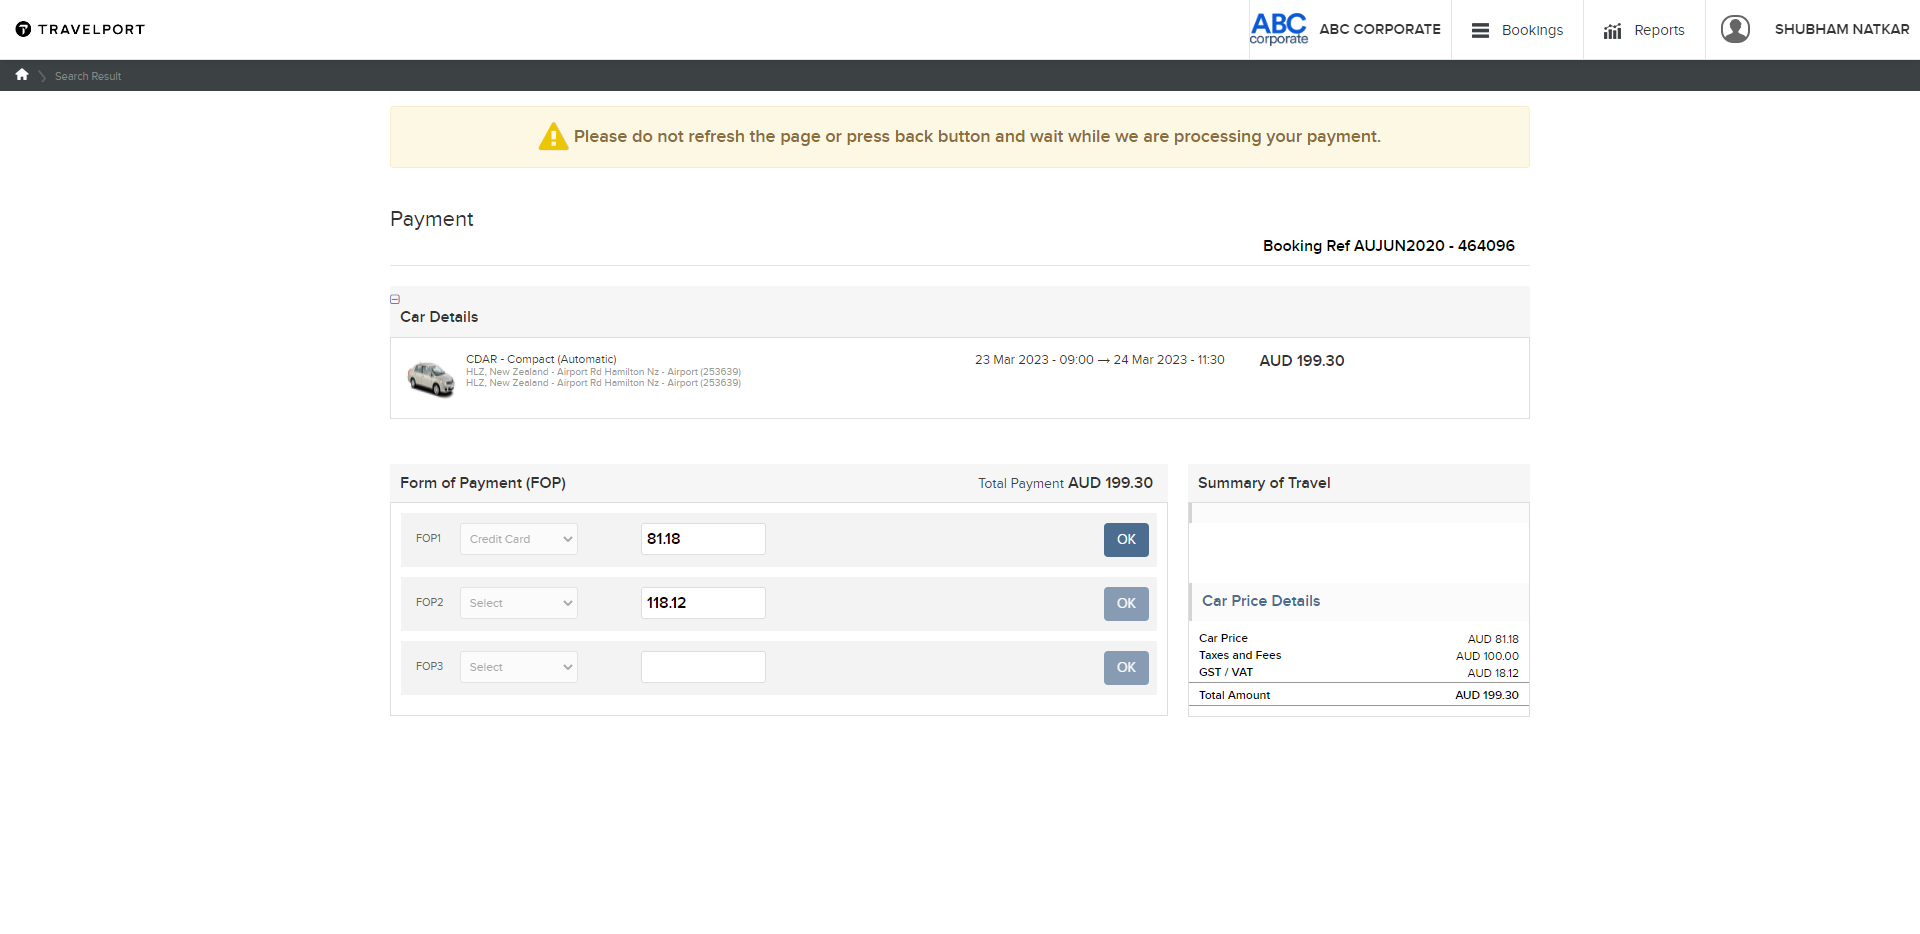 TRAVELPORT
ABC corporate
ABC CORPORATE
Bookings
Reports
SHUBHAM NATKAR
Search Result
Please do not refresh the page or press back button and wait while we are processing your payment.
Payment
Booking Ref AUJUN2020 - 464096
Car Details
CDAR - Compact (Automatic)
HLZ, New Zealand - Airport Rd Hamilton Nz - Airport (253639)
HLZ, New Zealand - Airport Rd Hamilton Nz - Airport (253639)
23 Mar 2023 - 09:00 → 24 Mar 2023 - 11:30
AUD 199.30
Form of Payment (FOP)
Total Payment AUD 199.30
FOP1 Credit Card 81.18 OK
FOP2 Select 118.12 OK
FOP3 Select OK
Summary of Travel
Car Price Details
Car Price AUD 81.18
Taxes and Fees AUD 100.00
GST / VAT AUD 18.12
Total Amount AUD 199.30